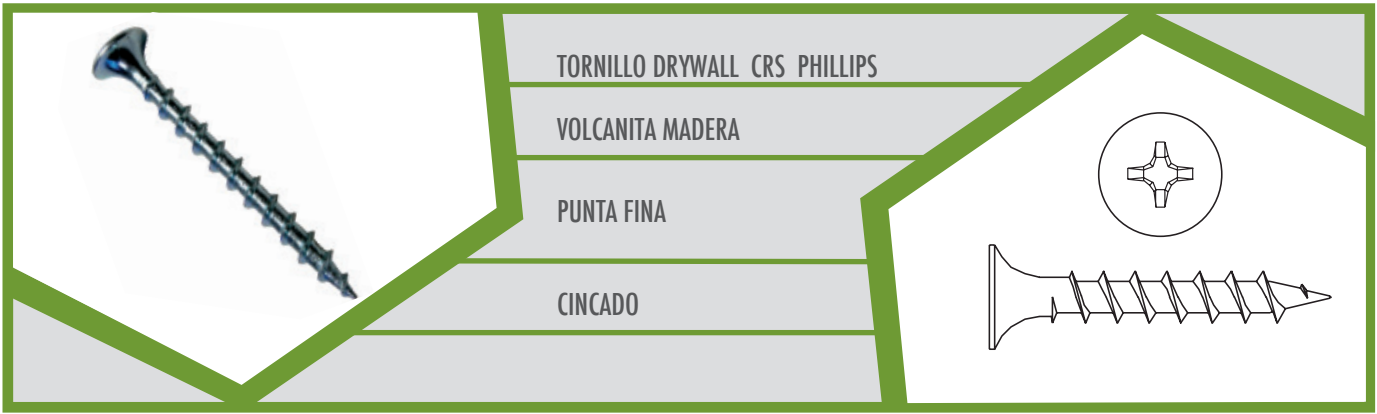 TORNILLO DRYWALL CRS PHILLIPS
VOLCANITA MADERA
PUNTA FINA
CINCADO